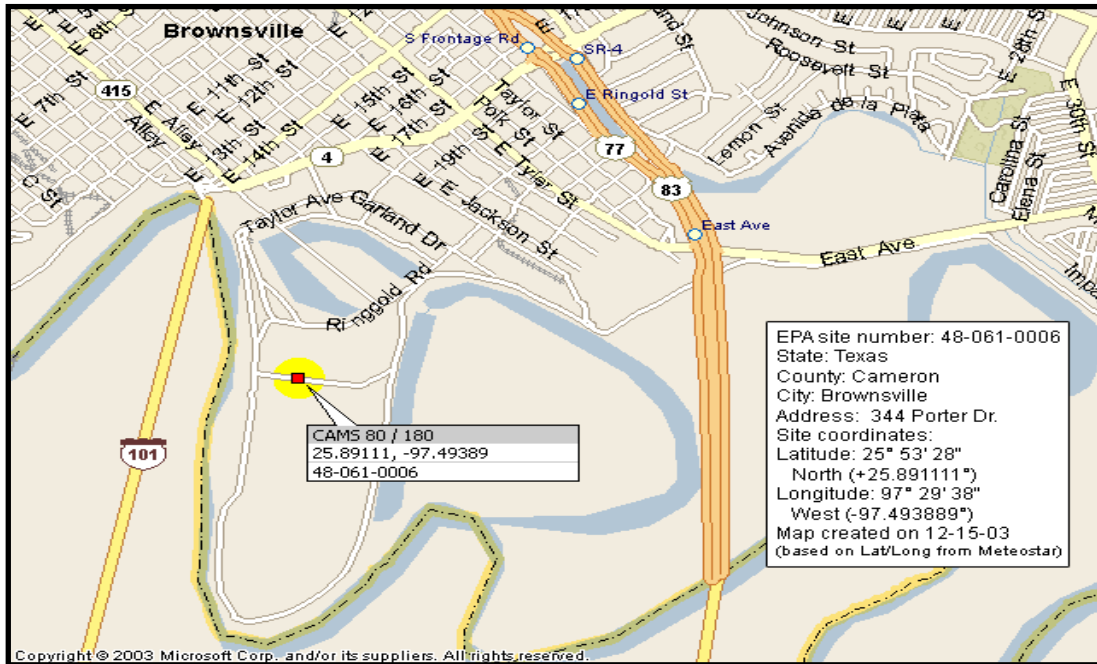 Brownsville
S Frontage Rd
SR-4
E Ringold St
E 6th St
E 7th St
E 11th St
E 12th St
E 13th St
E 14th St
E 15th St
E 16th St
E 17th St
E Alley
Alley
C St
415
4
77
83
101
Taylor St
Polk St
19th St
E Tyler St
E Jackson St
Taylor Ave
Garland Dr
Ringgold Rd
Johnson St
Roosevelt St
Lemon St
Avenida de la Plata
E 28th St
E 30th St
Carolina St
Elena St
East Ave
East Ave
CAMS 80 / 180
25.89111, -97.49389
48-061-0006
EPA site number: 48-061-0006
State: Texas
County: Cameron
City: Brownsville
Address: 344 Porter Dr.
Site coordinates:
Latitude: 25° 53' 28"
North (+25.891111°)
Longitude: 97° 29' 38"
West (-97.493889°)
Map created on 12-15-03
(based on Lat/Long from Meteostar)
Copyright © 2003 Microsoft Corp. and/or its suppliers. All rights reserved.